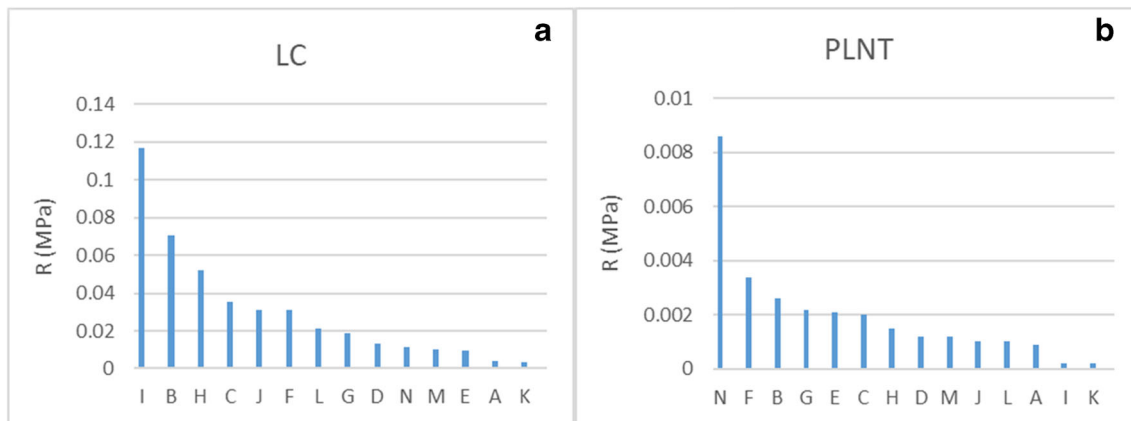 a
LC
R (MPa)
0.14
0.12
0.1
0.08
0.06
0.04
0.02
0
I B H C J F L G D N M E A K
b
PLNT
R (MPa)
0.01
0.008
0.006
0.004
0.002
0
N F B G E C H D M J L A I K